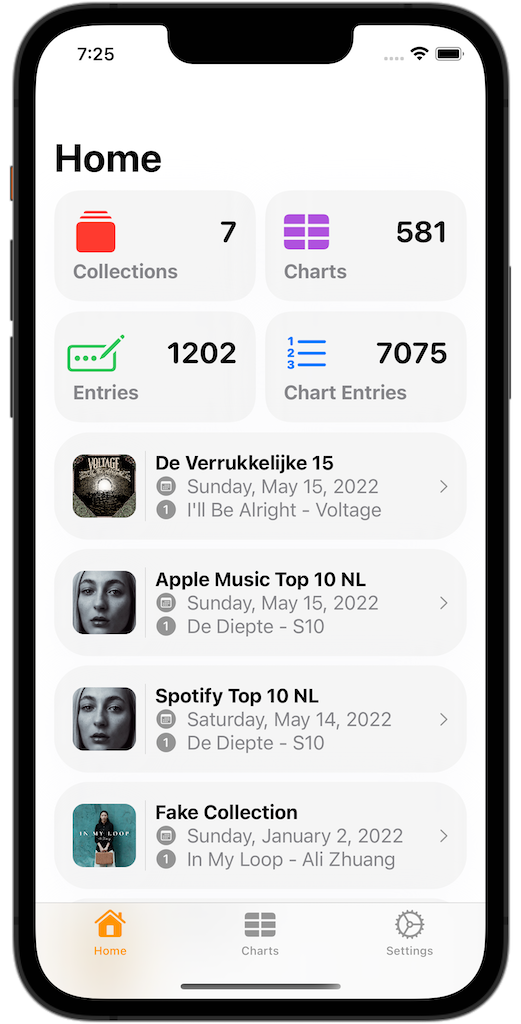 7:25
Home
7
Collections
581
Charts
1202
Entries
1
2
3
7075
Chart Entries
VOLTAGE
De Verrukkelijke 15
Sunday, May 15, 2022
1 I'll Be Alright - Voltage
Apple Music Top 10 NL
Sunday, May 15, 2022
1 De Diepte - S10
Spotify Top 10 NL
Saturday, May 14, 2022
1 De Diepte - S10
IN MY LOOP
Fake Collection
Sunday, January 2, 2022
1 In My Loop - Ali Zhuang
Home
Charts
Settings